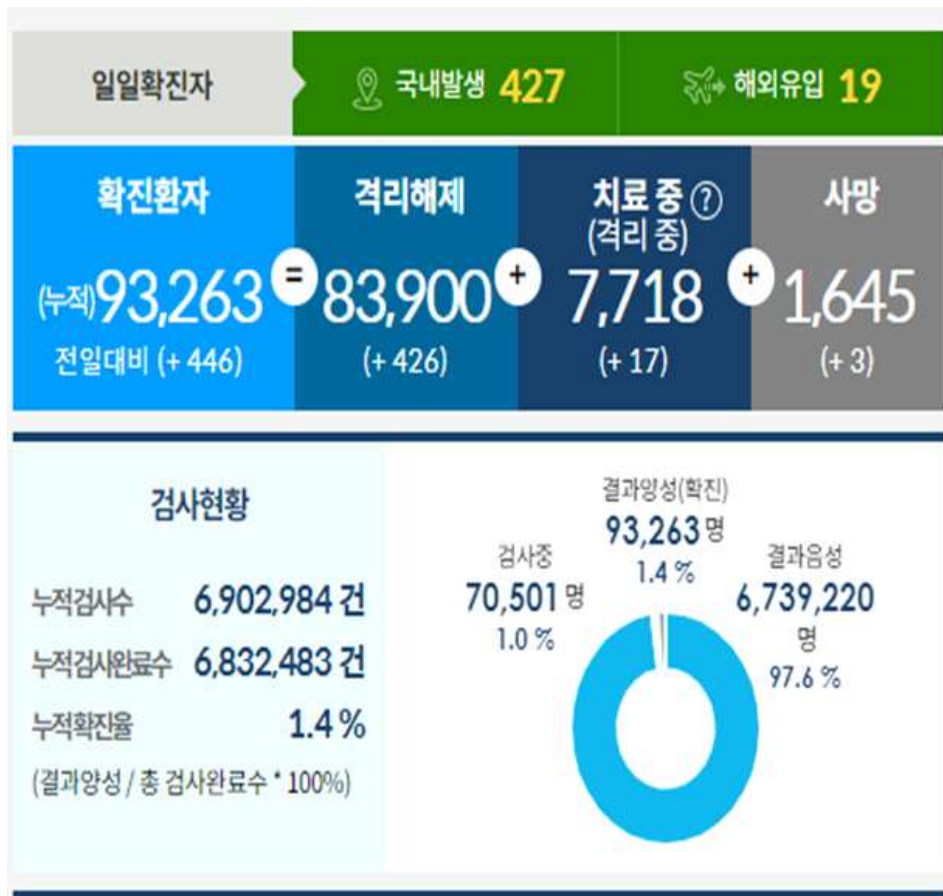 일일확진자
국내발생 427
해외유입 19
확진환자
(누적)93,263
전일대비 (+ 446)
=
격리해제
83,900
(+ 426)
+
치료 중 ?
(격리 중)
7,718
(+ 17)
+
사망
1,645
(+ 3)
검사현황
누적검사수 6,902,984 건
누적검사완료수 6,832,483 건
누적확진율 1.4 %
(결과양성 / 총 검사완료수 * 100%)
검사중
70,501 명
1.0 %
결과양성(확진)
93,263 명
1.4 %
결과음성
6,739,220
명
97.6 %